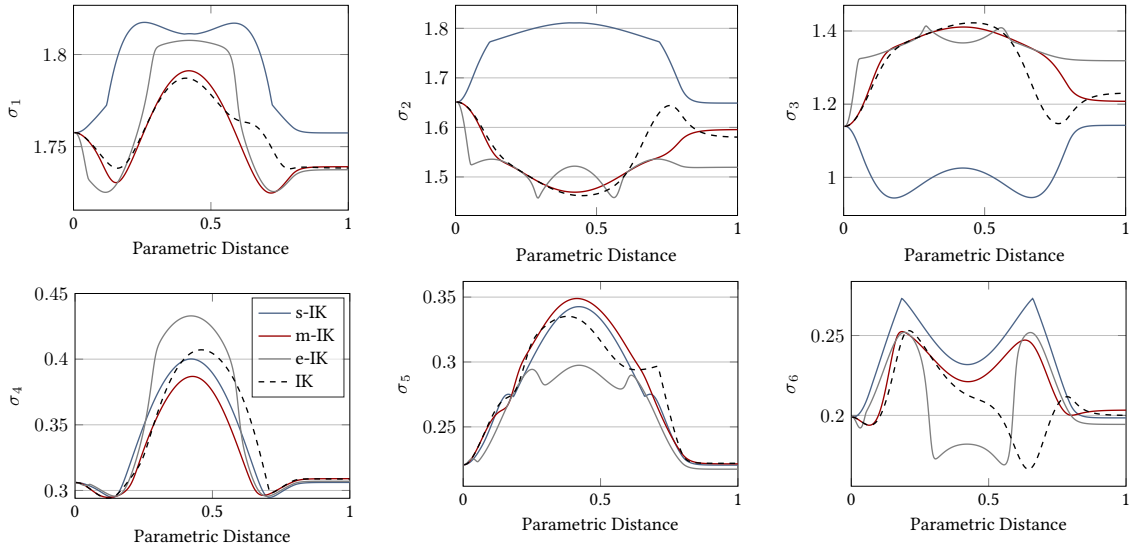 1.8
1.75
σ1
0
0.5
1
Parametric Distance
1.8
1.7
1.6
1.5
σ2
0
0.5
1
Parametric Distance
1.4
1.2
1
σ3
0
0.5
1
Parametric Distance
0.45
0.4
0.35
0.3
σ4
s-IK
m-IK
e-IK
IK
0
0.5
1
Parametric Distance
0.35
0.3
0.25
σ5
0
0.5
1
Parametric Distance
0.25
0.2
σ6
0
0.5
1
Parametric Distance